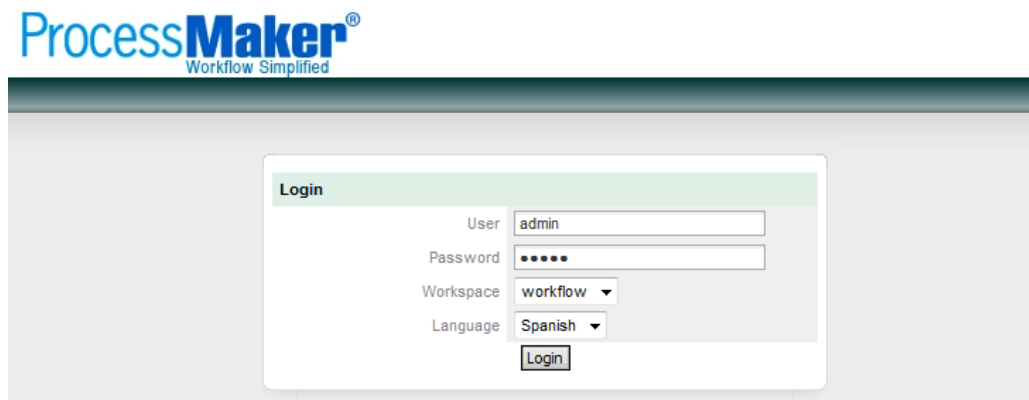 ProcessMaker®
Workflow Simplified
Login
User admin
Password •••••
Workspace workflow
Language Spanish
Login